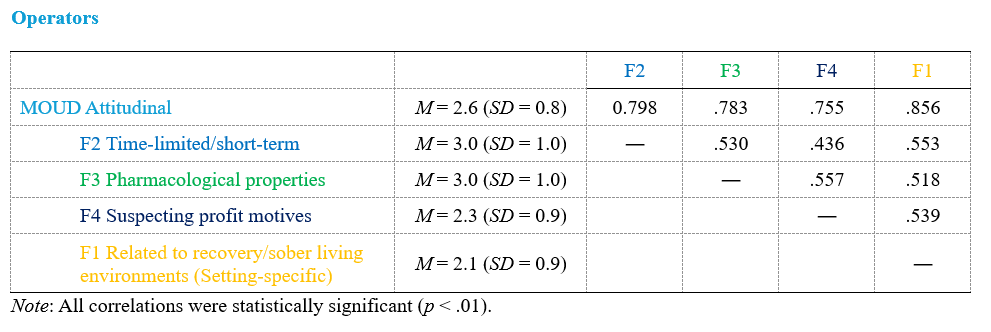 Operators
F2 F3 F4 F1
MOUD Attitudinal M = 2.6 (SD = 0.8) 0.798 .783 .755 .856
F2 Time-limited/short-term M = 3.0 (SD = 1.0) — .530 .436 .553
F3 Pharmacological properties M = 3.0 (SD = 1.0) — .557 .518
F4 Suspecting profit motives M = 2.3 (SD = 0.9) — .539
F1 Related to recovery/sober living
environments (Setting-specific) M = 2.1 (SD = 0.9) —
Note: All correlations were statistically significant (p < .01).